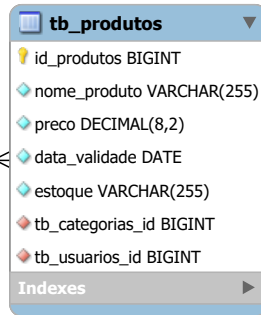 tb_produtos
id_produtos BIGINT
nome_produto VARCHAR(255)
preco DECIMAL(8,2)
data_validade DATE
estoque VARCHAR(255)
tb_categorias_id BIGINT
tb_usuarios_id BIGINT
Indexes